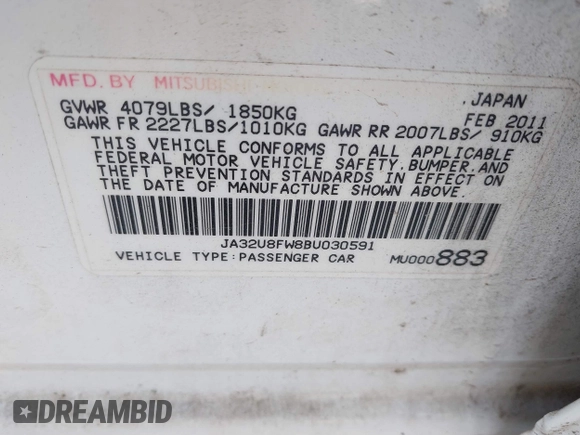 MFD. BY MITSUBISHI
, JAPAN
GVWR 4079LBS/ 1850KG FEB 2011
GAWR FR 2227LBS/1010KG GAWR RR 2007LBS/ 910KG
THIS VEHICLE CONFORMS TO ALL APPLICABLE
FEDERAL MOTOR VEHICLE SAFETY,BUMPER,AND
THEFT PREVENTION STANDARDS IN EFFECT ON
THE DATE OF MANUFACTURE SHOWN ABOVE.
JA32U8FW8BU030591
VEHICLE TYPE:PASSENGER CAR MU000883
DREAMBID